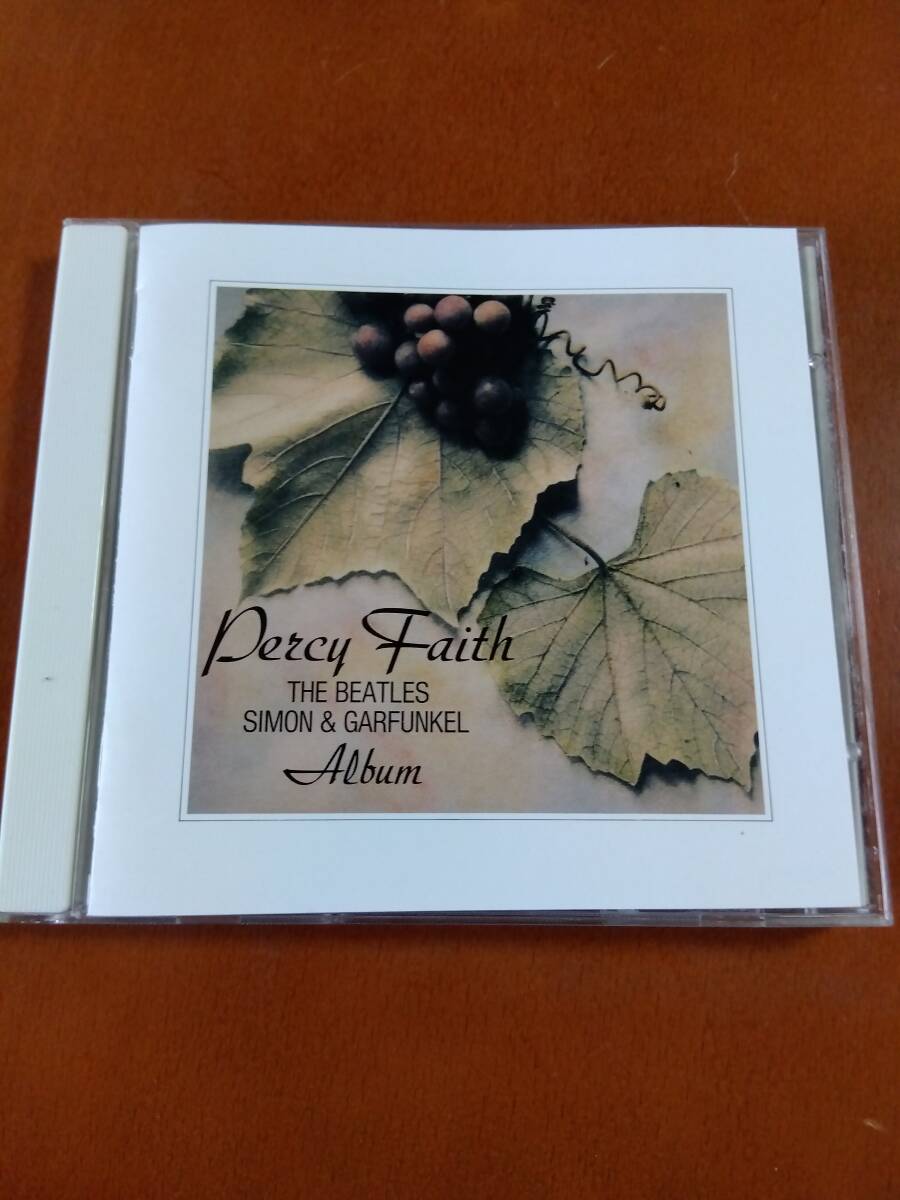 Percy Faith
THE BEATLES
SIMON & GARFUNKEL
Album